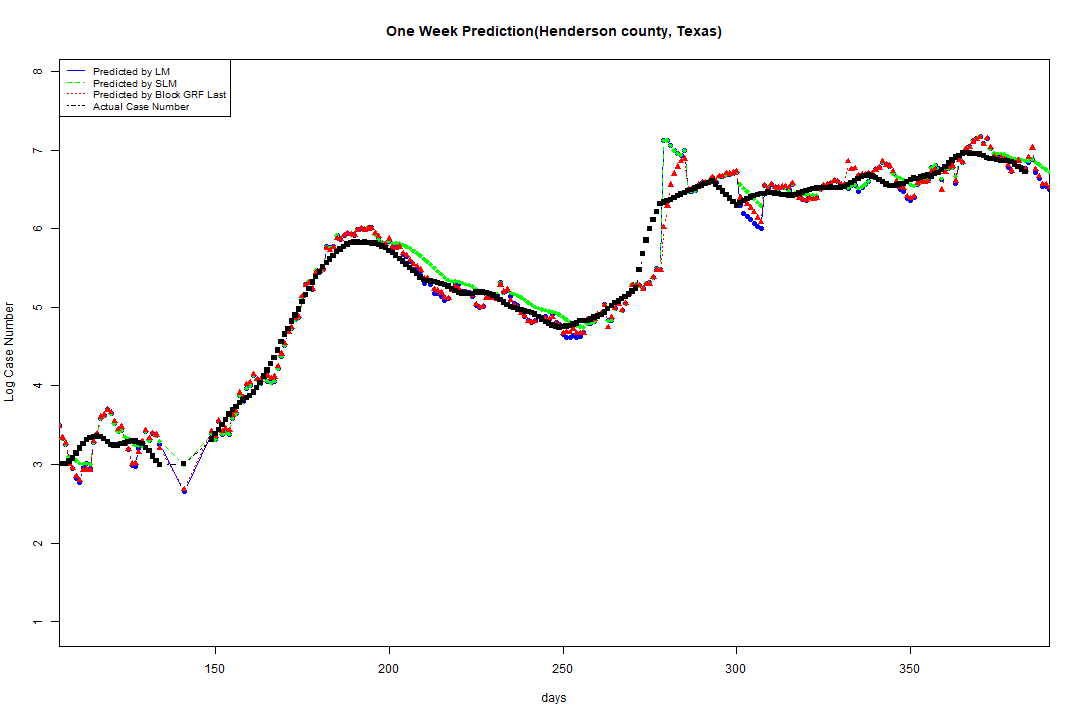 One Week Prediction(Henderson county, Texas)
Predicted by LM
Predicted by SLM
Predicted by Block GRF Last
Actual Case Number
8
7
6
5
4
3
2
1
Log Case Number
150 200 250 300 350
days